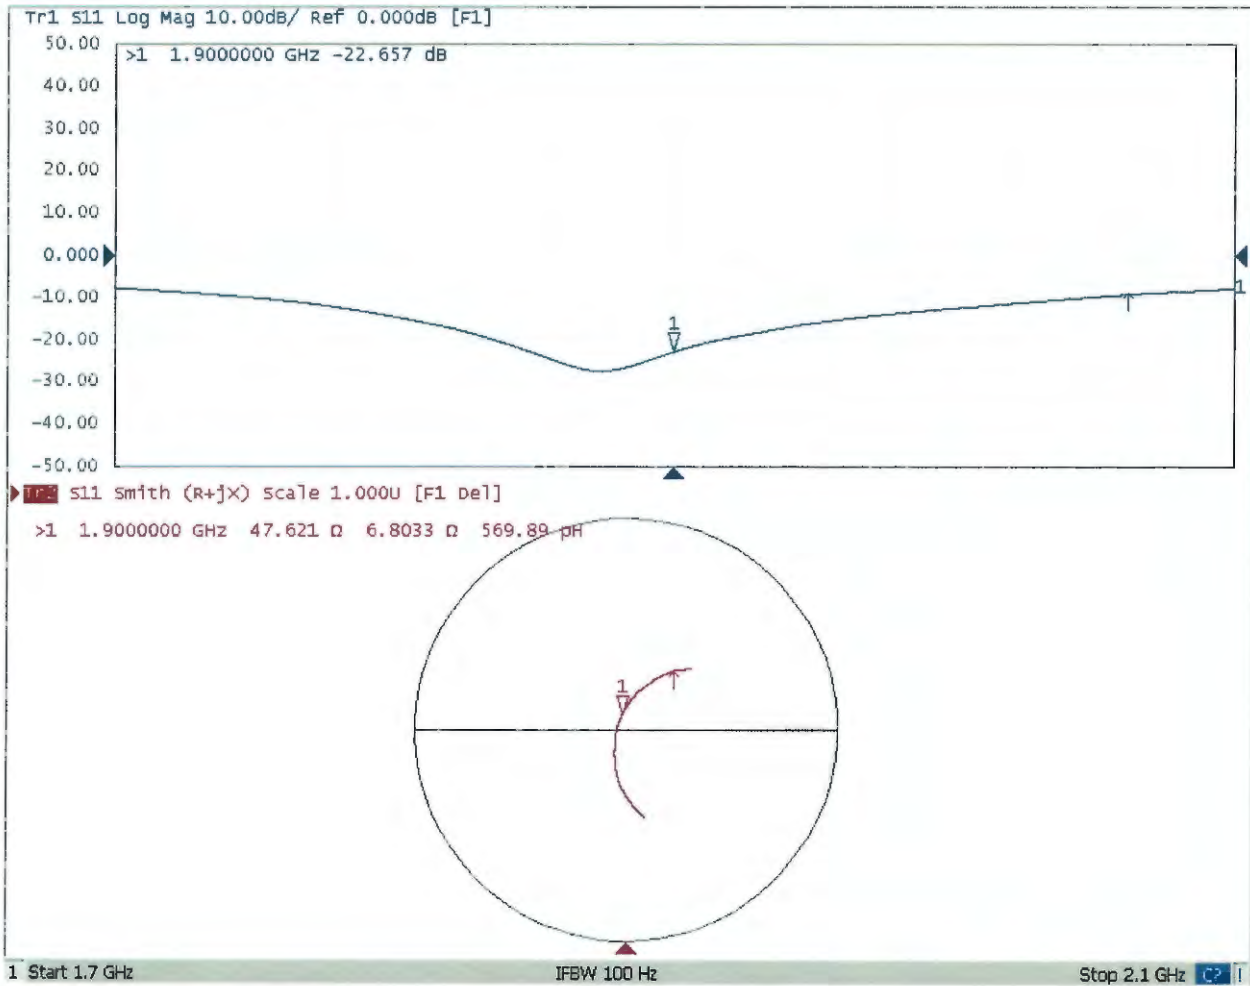 Tr1 S11 Log Mag 10.00dB/ Ref 0.000dB [F1]
50.00
>1 1.9000000 GHz -22.657 dB
40.00
30.00
20.00
10.00
0.000
-10.00
1
1
-20.00
-30.00
-40.00
-50.00
Tr2 S11 Smith (R+jX) Scale 1.000U [F1 Del]
>1 1.9000000 GHz 47.621 Ω 6.8033 Ω 569.89 pH
1
1 Start 1.7 GHz IFBW 100 Hz Stop 2.1 GHz C?